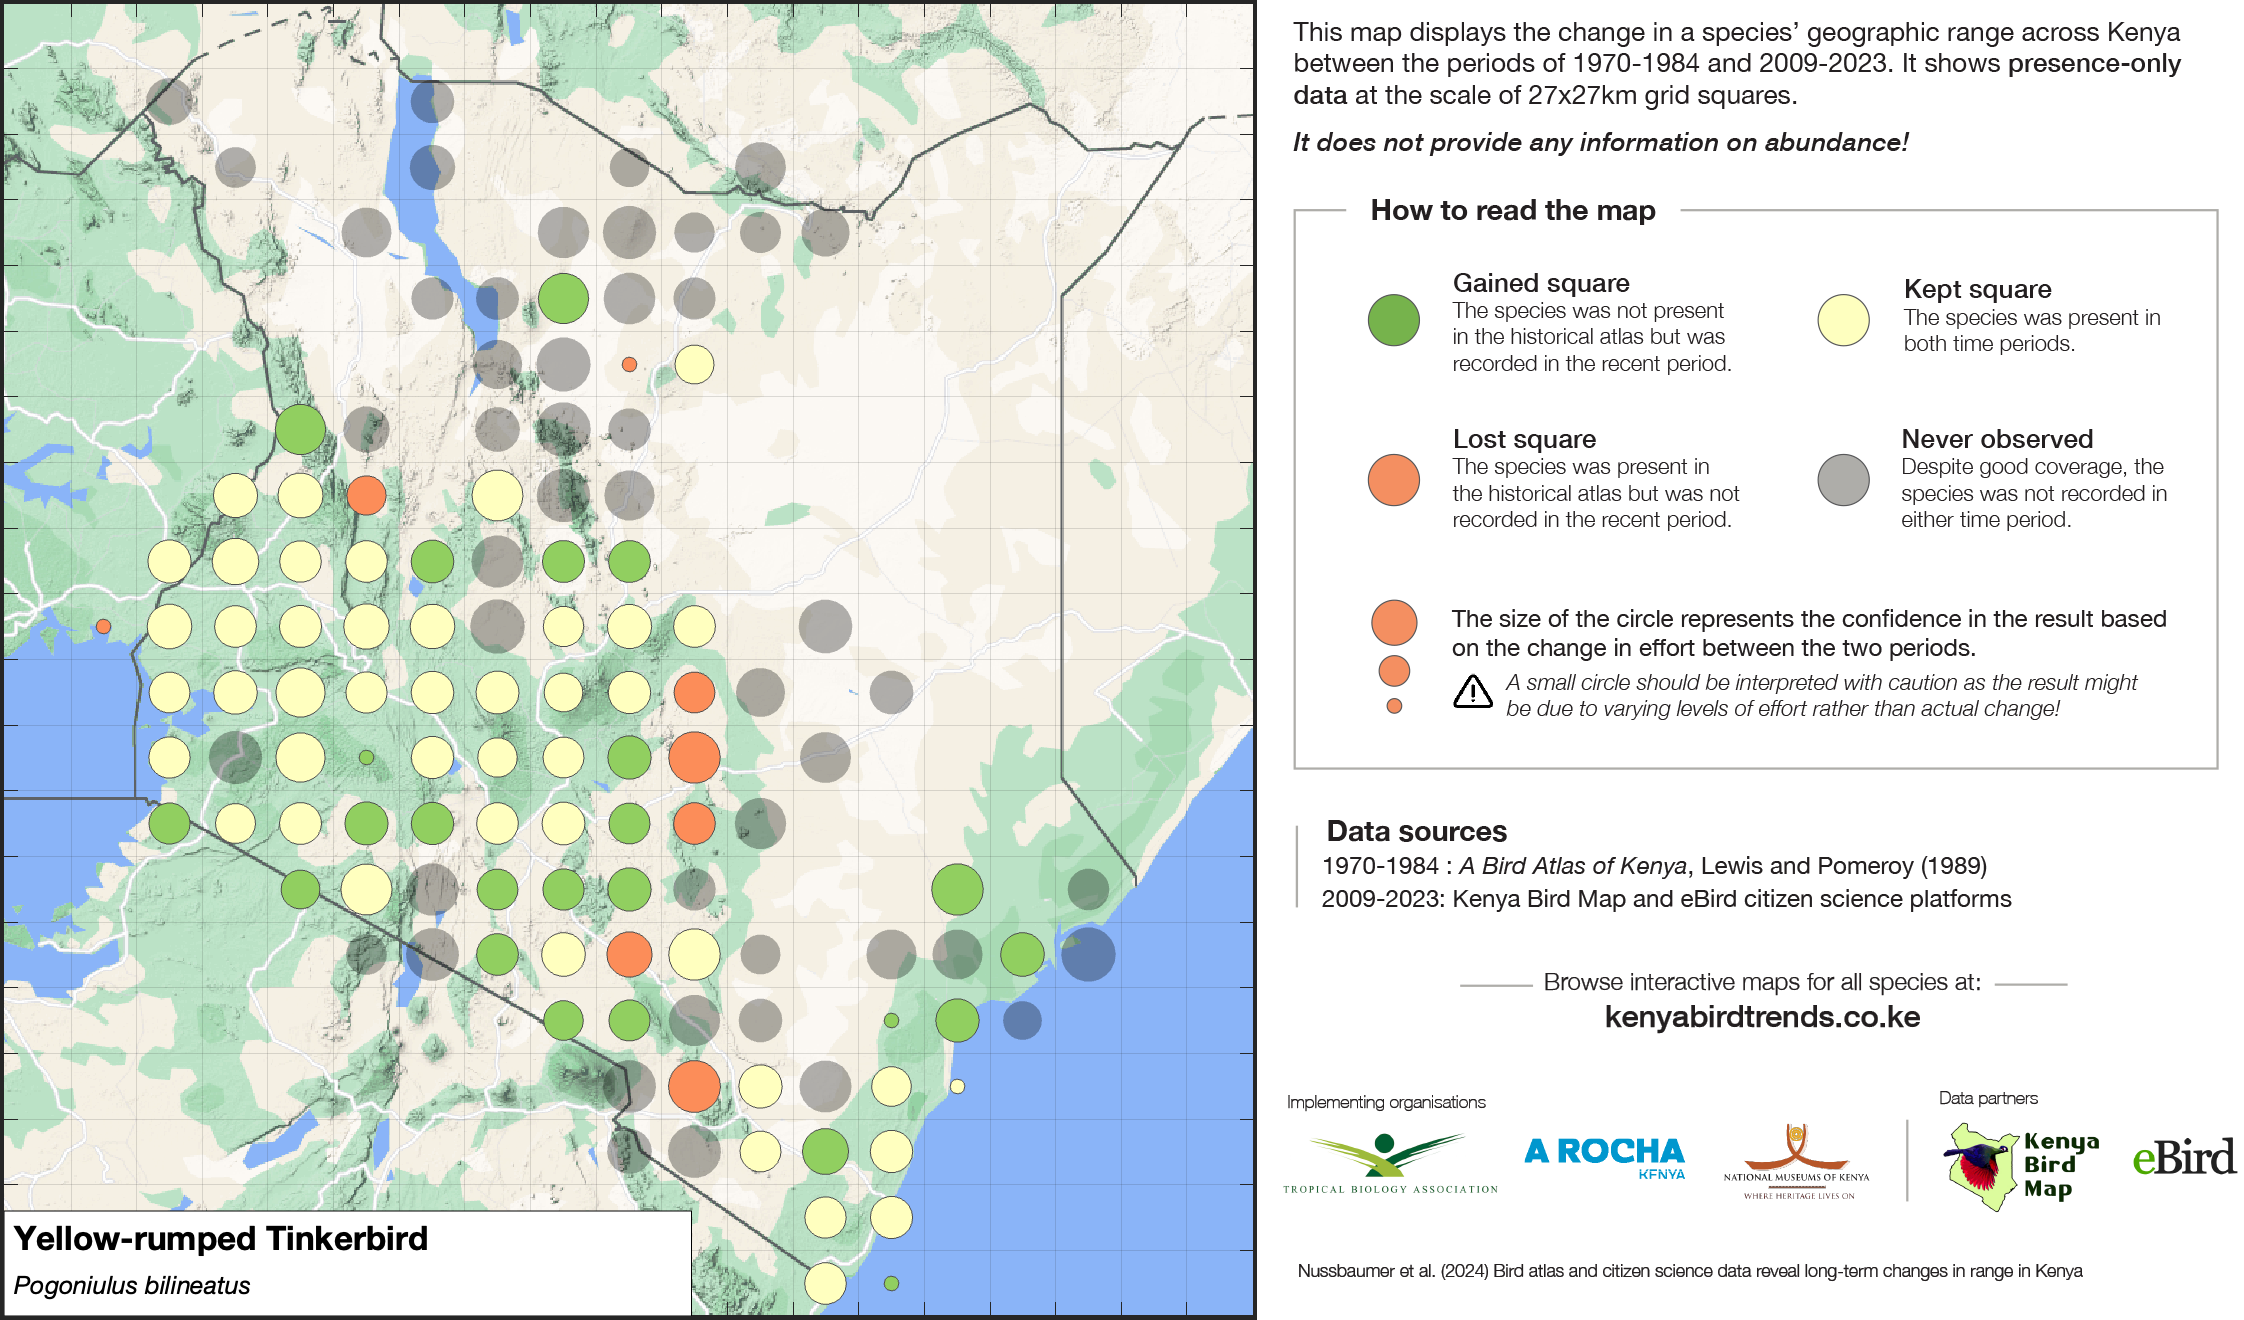 This map displays the change in a species’ geographic range across Kenya
between the periods of 1970-1984 and 2009-2023. It shows presence-only
data at the scale of 27x27km grid squares.
It does not provide any information on abundance!
How to read the map
Gained square
The species was not present
in the historical atlas but was
recorded in the recent period.
Kept square
The species was present in
both time periods.
Lost square
The species was present in
the historical atlas but was not
recorded in the recent period.
Never observed
Despite good coverage, the
species was not recorded in
either time period.
The size of the circle represents the confidence in the result based
on the change in effort between the two periods.
A small circle should be interpreted with caution as the result might
be due to varying levels of effort rather than actual change!
Data sources
1970-1984 : A Bird Atlas of Kenya, Lewis and Pomeroy (1989)
2009-2023: Kenya Bird Map and eBird citizen science platforms
Browse interactive maps for all species at:
kenyabirdtrends.co.ke
Implementing organisations
Data partners
TROPICAL BIOLOGY ASSOCIATION
A ROCHA
KENYA
NATIONAL MUSEUMS OF KENYA
WHERE HERITAGE LIVES ON
Kenya
Bird
Map
eBird
Yellow-rumped Tinkerbird
Pogoniulus bilineatus
Nussbaumer et al. (2024) Bird atlas and citizen science data reveal long-term changes in range in Kenya